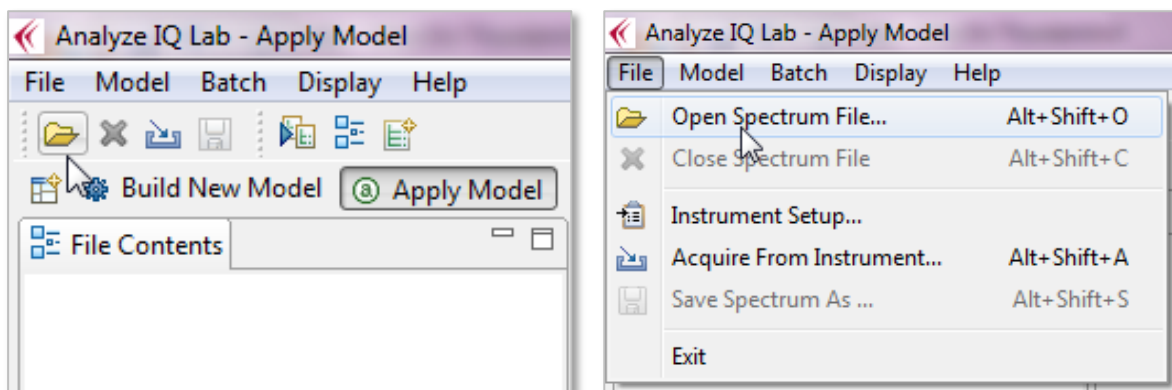 Analyze IQ Lab - Apply Model
File Model Batch Display Help
Build New Model Apply Model
File Contents
Analyze IQ Lab - Apply Model
File Model Batch Display Help
Open Spectrum File... Alt+Shift+O
Close Spectrum File Alt+Shift+C
Instrument Setup...
Acquire From Instrument... Alt+Shift+A
Save Spectrum As ... Alt+Shift+S
Exit